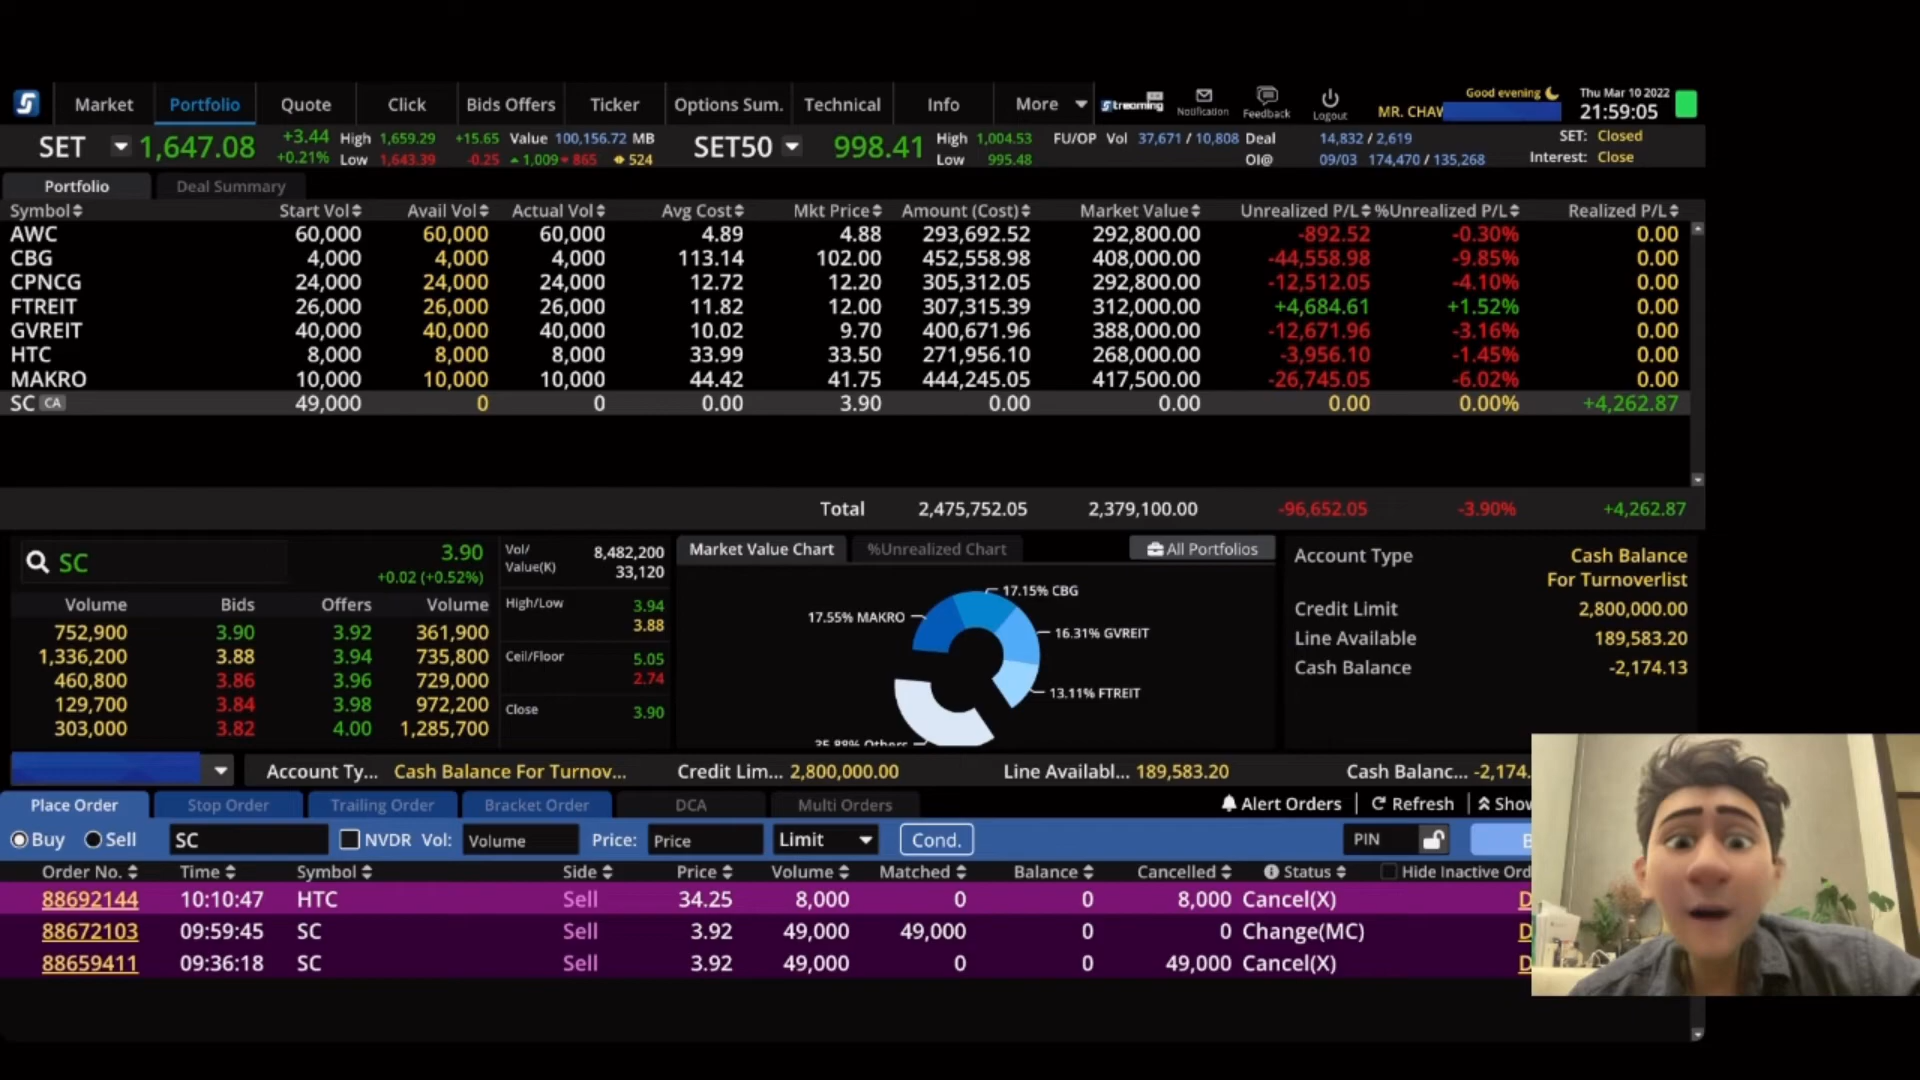 Market Portfolio Quote Click Bids Offers Ticker Options Sum. Technical Info More
Streaming Notification Feedback Logout
Good evening
MR. CHAW
Thu Mar 10 2022
21:59:05
SET 1,647.08 +3.44 +0.21% High 1,659.29 +15.65 Value 100,156.72 MB
Low 1,643.39 -0.25 1,009 865 524
SET50 998.41 High 1,004.53 FU/OP Vol 37,671 / 10,808 Deal 14,832 / 2,619 SET: Closed
Low 995.48 OI@ 09/03 174,470 / 135,268 Interest: Close
Portfolio Deal Summary
Symbol Start Vol Avail Vol Actual Vol Avg Cost Mkt Price Amount (Cost) Market Value Unrealized P/L %Unrealized P/L Realized P/L
AWC 60,000 60,000 60,000 4.89 4.88 293,692.52 292,800.00 -892.52 -0.30% 0.00
CBG 4,000 4,000 4,000 113.14 102.00 452,558.98 408,000.00 -44,558.98 -9.85% 0.00
CPNCG 24,000 24,000 24,000 12.72 12.20 305,312.05 292,800.00 -12,512.05 -4.10% 0.00
FTREIT 26,000 26,000 26,000 11.82 12.00 307,315.39 312,000.00 +4,684.61 +1.52% 0.00
GVREIT 40,000 40,000 40,000 10.02 9.70 400,671.96 388,000.00 -12,671.96 -3.16% 0.00
HTC 8,000 8,000 8,000 33.99 33.50 271,956.10 268,000.00 -3,956.10 -1.45% 0.00
MAKRO 10,000 10,000 10,000 44.42 41.75 444,245.05 417,500.00 -26,745.05 -6.02% 0.00
SC CA 49,000 0 0 0.00 3.90 0.00 0.00 0.00 0.00% +4,262.87
Total 2,475,752.05 2,379,100.00 -96,652.05 -3.90% +4,262.87
SC 3.90
+0.02 (+0.52%)
Volume Bids Offers Volume
752,900 3.90 3.92 361,900
1,336,200 3.88 3.94 735,800
460,800 3.86 3.96 729,000
129,700 3.84 3.98 972,200
303,000 3.82 4.00 1,285,700
Vol/ 8,482,200
Value(K) 33,120
High/Low 3.94
3.88
Ceil/Floor 5.05
2.74
Close 3.90
Market Value Chart %Unrealized Chart All Portfolios
17.15% CBG
17.55% MAKRO
16.31% GVREIT
13.11% FTREIT
35.88% Others
Account Type Cash Balance
For Turnoverlist
Credit Limit 2,800,000.00
Line Available 189,583.20
Cash Balance -2,174.13
Account Ty... Cash Balance For Turnov... Credit Lim... 2,800,000.00 Line Availabl... 189,583.20 Cash Balanc... -2,174.
Place Order Stop Order Trailing Order Bracket Order DCA Multi Orders Alert Orders Refresh Show
Buy Sell SC NVDR Vol: Volume Price: Price Limit Cond. PIN
Order No. Time Symbol Side Price Volume Matched Balance Cancelled Status Hide Inactive Ord
88692144 10:10:47 HTC Sell 34.25 8,000 0 0 8,000 Cancel(X) D
88672103 09:59:45 SC Sell 3.92 49,000 49,000 0 0 Change(MC) D
88659411 09:36:18 SC Sell 3.92 49,000 0 0 49,000 Cancel(X) D